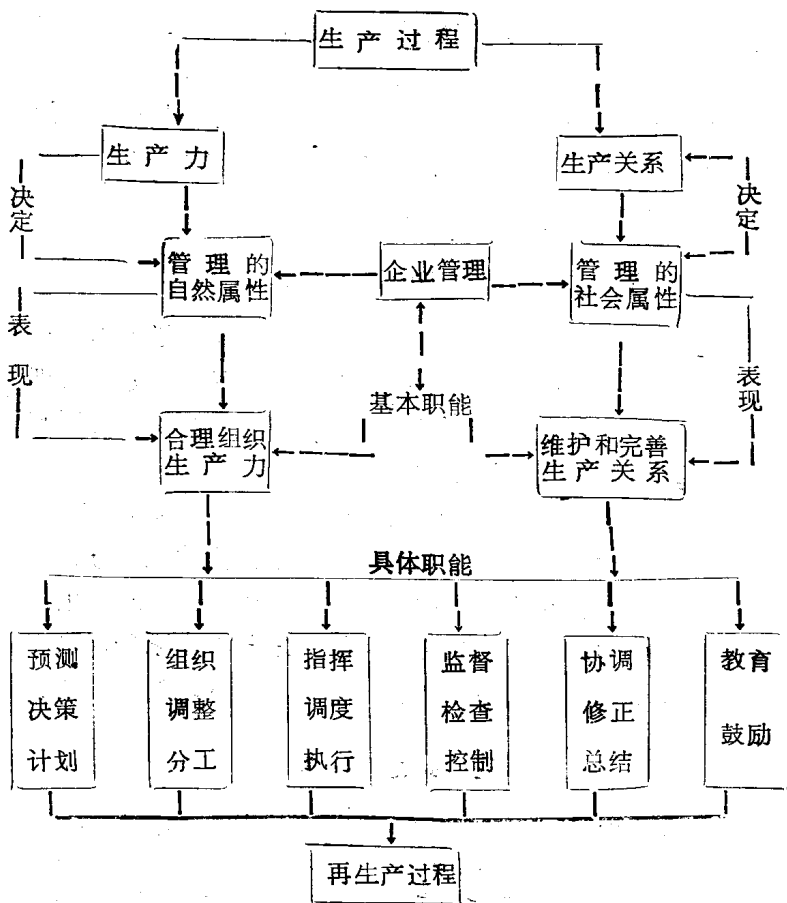 生产过程
生产力
生产关系
决定
决定
管理的
自然属性
企业管理
管理的
社会属性
表现
表现
基本职能
合理组织
生产力
维护和完善
生产关系
具体职能
预测
决策
计划
组织
调整
分工
指挥
调度
执行
监督
检查
控制
协调
修正
总结
教育
鼓励
再生产过程